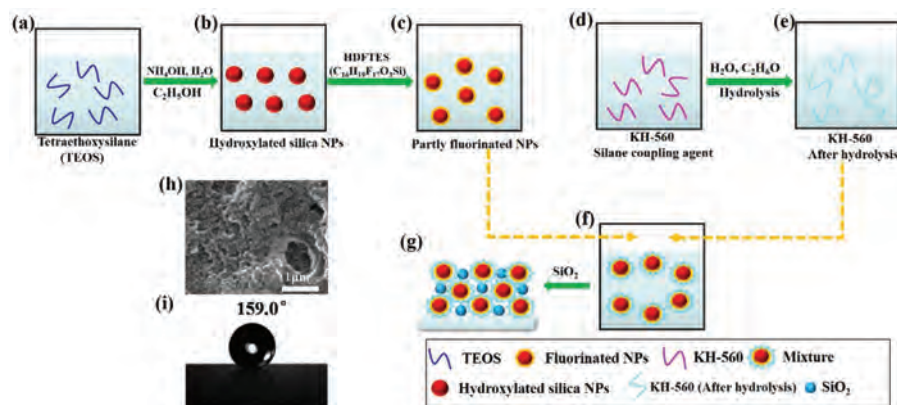 (a)
Tetraethoxysilane
(TEOS)
NH₄OH, H₂O
C₂H₅OH
(b)
Hydroxylated silica NPs
HDFTES
(C₁₆H₁₉F₁₇O₃Si)
(c)
Partly fluorinated NPs
(d)
KH-560
Silane coupling agent
H₂O, C₂H₆O
Hydrolysis
(e)
KH-560
After hydrolysis
(h)
1μm
(i)
159.0°
(g)
SiO₂
(f)
TEOS
Fluorinated NPs
KH-560
Mixture
Hydroxylated silica NPs
KH-560 (After hydrolysis)
SiO₂